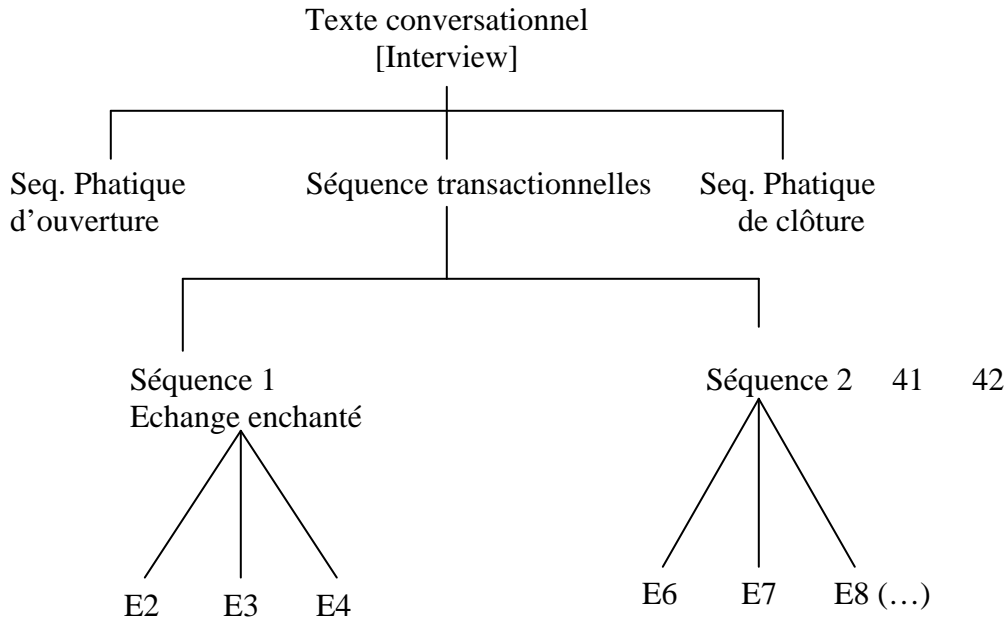 Texte conversationnel
[Interview]
Seq. Phatique
d’ouverture
Séquence transactionnelles
Seq. Phatique
de clôture
Séquence 1
Echange enchanté
Séquence 2 41 42
E2 E3 E4
E6 E7 E8 (…)